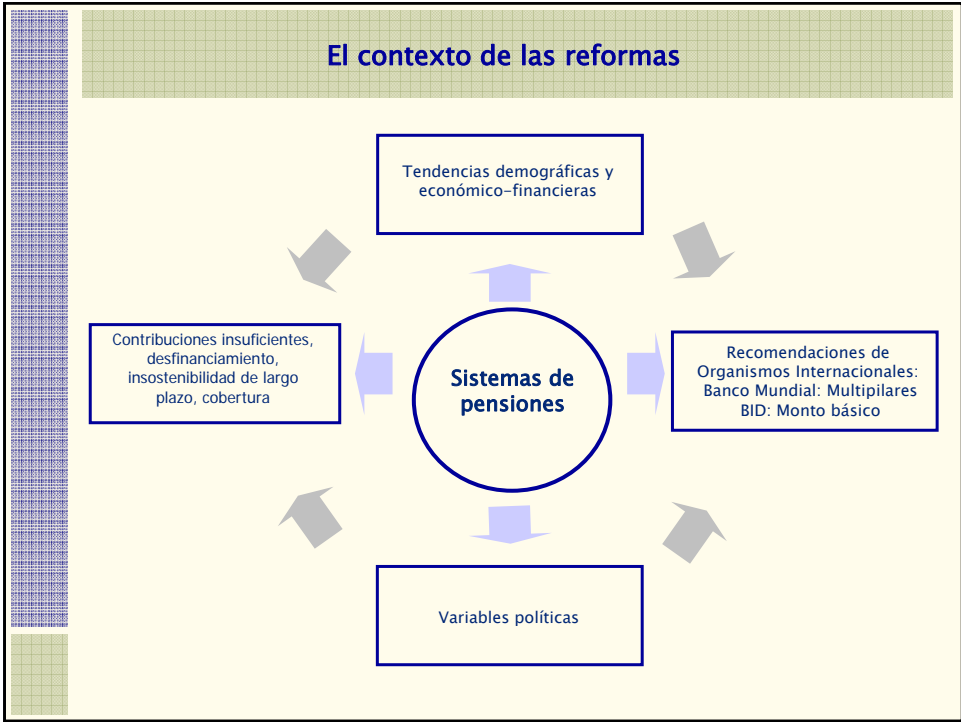 El contexto de las reformas
Tendencias demográficas y
económico-financieras
Contribuciones insuficientes,
desfinanciamiento,
insostenibilidad de largo
plazo, cobertura
Sistemas de
pensiones
Recomendaciones de
Organismos Internacionales:
Banco Mundial: Multipilares
BID: Monto básico
Variables políticas